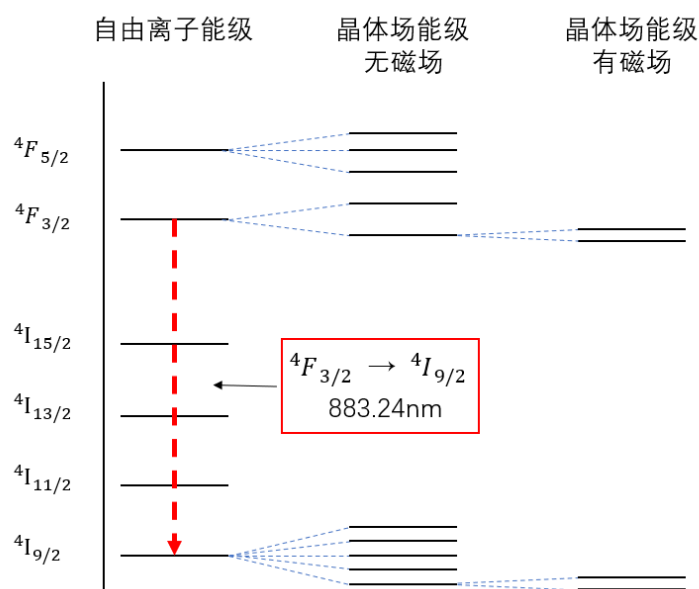 自由离子能级
晶体场能级
无磁场
晶体场能级
有磁场
⁴F₅/₂
⁴F₃/₂
⁴I₁₅/₂
⁴I₁₃/₂
⁴I₁₁/₂
⁴I₉/₂
⁴F₃/₂ → ⁴I₉/₂
883.24nm